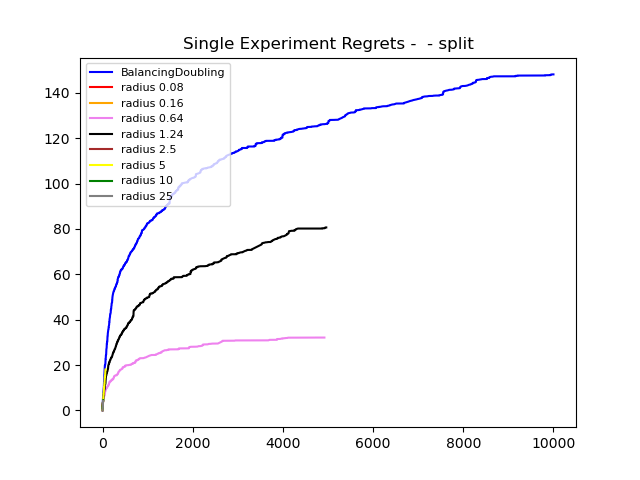 Single Experiment Regrets -  - split
BalancingDoubling
radius 0.08
radius 0.16
radius 0.64
radius 1.24
radius 2.5
radius 5
radius 10
radius 25
140
120
100
80
60
40
20
0
0 2000 4000 6000 8000 10000